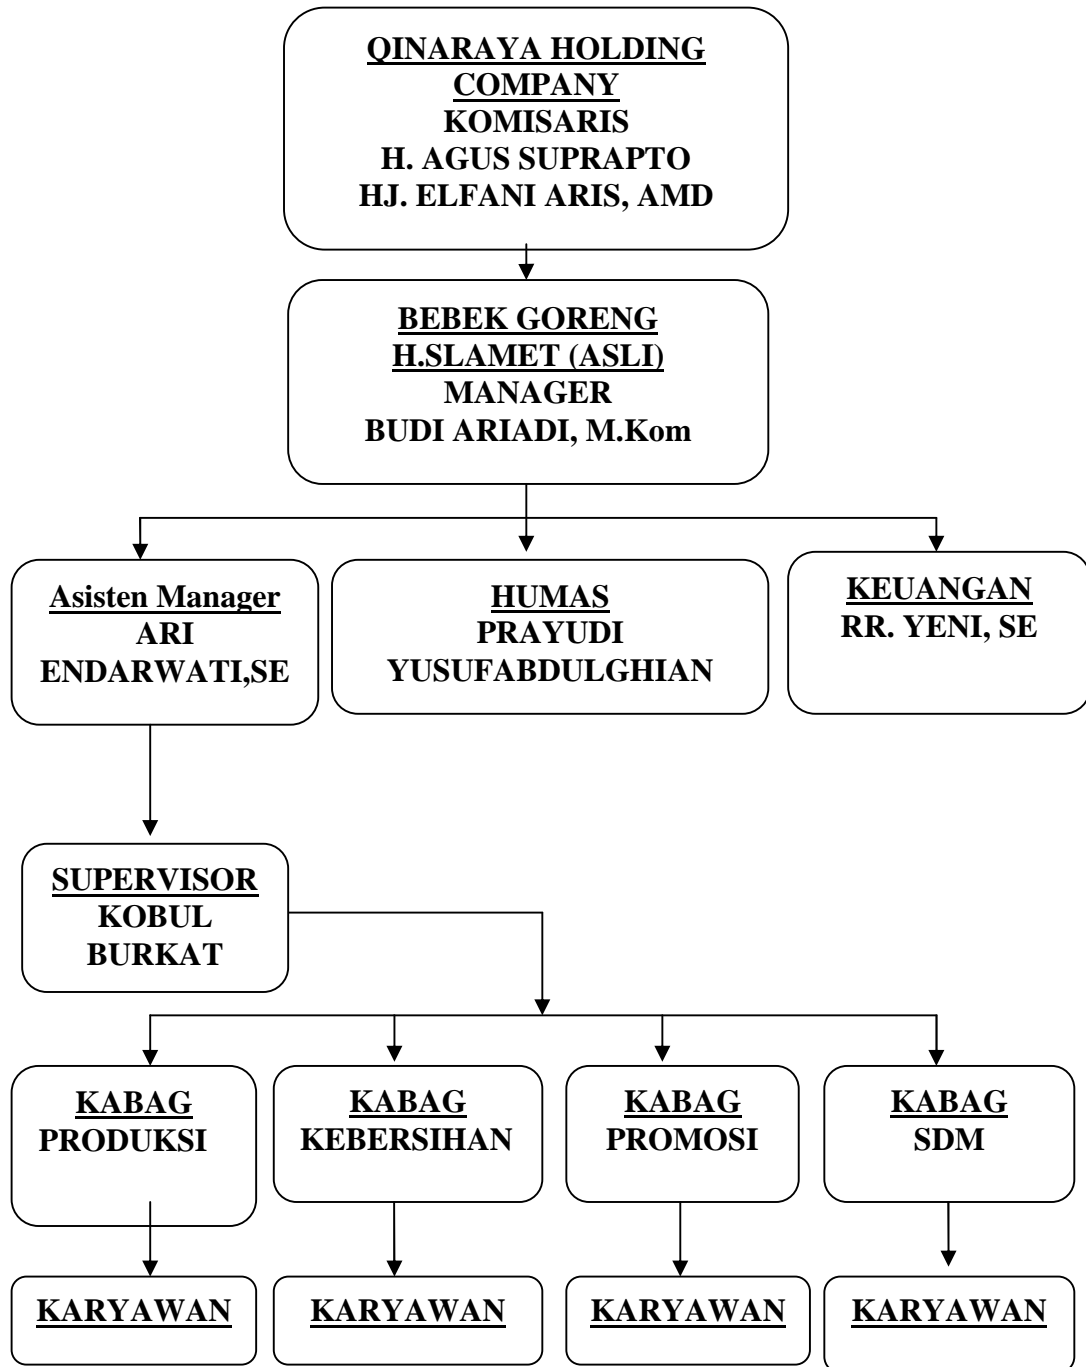 QINARAYA HOLDING
COMPANY
KOMISARIS
H. AGUS SUPRAPTO
HJ. ELFANI ARIS, AMD
BEBEK GORENG
H.SLAMET (ASLI)
MANAGER
BUDI ARIADI, M.Kom
Asisten Manager
ARI
ENDARWATI,SE
HUMAS
PRAYUDI
YUSUFABDULGHIAN
KEUANGAN
RR. YENI, SE
SUPERVISOR
KOBUL
BURKAT
KABAG
PRODUKSI
KABAG
KEBERSIHAN
KABAG
PROMOSI
KABAG
SDM
KARYAWAN
KARYAWAN
KARYAWAN
KARYAWAN